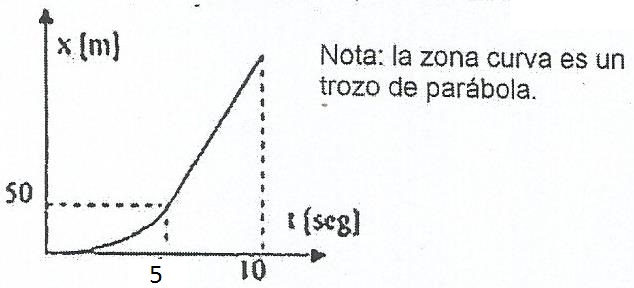 x (m)
Nota: la zona curva es un
trozo de parábola.
50
t (seg)
5
10